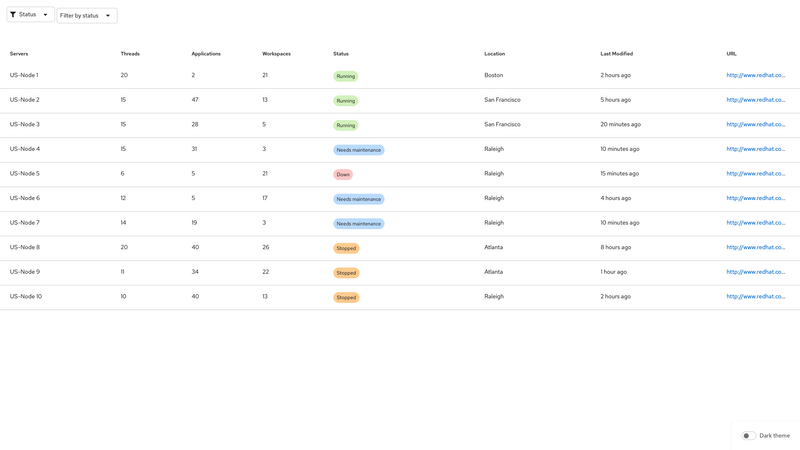 Status Filter by status
Servers Threads Applications Workspaces Status Location Last Modified URL
US-Node 1 20 2 21 Running Boston 2 hours ago http://www.redhat.co...
US-Node 2 15 47 13 Running San Francisco 5 hours ago http://www.redhat.co...
US-Node 3 15 28 5 Running San Francisco 20 minutes ago http://www.redhat.co...
US-Node 4 15 31 3 Needs maintenance Raleigh 10 minutes ago http://www.redhat.co...
US-Node 5 6 5 21 Down Raleigh 15 minutes ago http://www.redhat.co...
US-Node 6 12 5 17 Needs maintenance Raleigh 4 hours ago http://www.redhat.co...
US-Node 7 14 19 3 Needs maintenance Raleigh 10 minutes ago http://www.redhat.co...
US-Node 8 20 40 26 Stopped Atlanta 8 hours ago http://www.redhat.co...
US-Node 9 11 34 22 Stopped Atlanta 1 hour ago http://www.redhat.co...
US-Node 10 10 40 13 Stopped Raleigh 2 hours ago http://www.redhat.co...
Dark theme